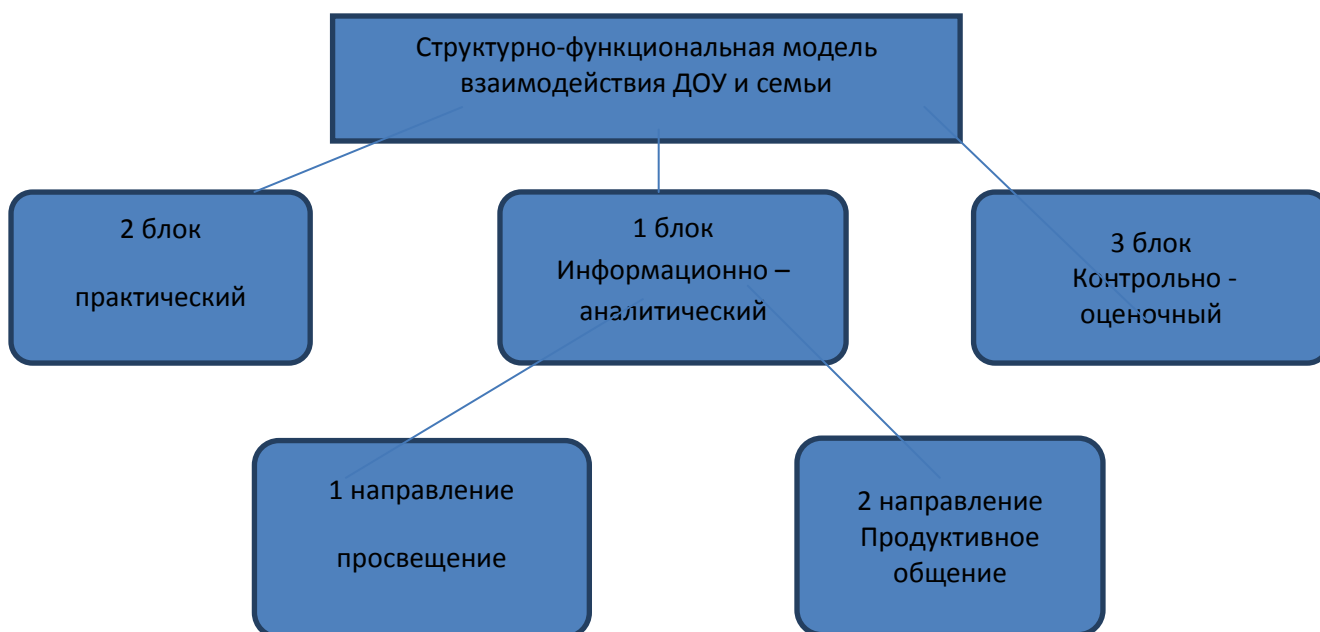 Структурно-функциональная модель
взаимодействия ДОУ и семьи
2 блок
практический
1 блок
Информационно –
аналитический
3 блок
Контрольно -
оценочный
1 направление
просвещение
2 направление
Продуктивное
общение